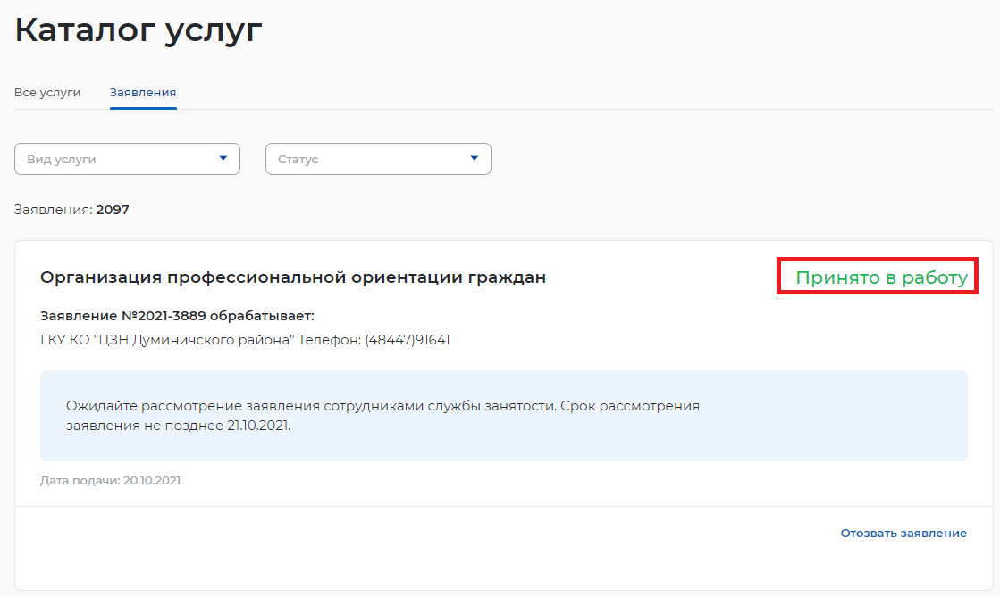 Каталог услуг
Все услуги Заявления
Вид услуги Статус
Заявления: 2097
Организация профессиональной ориентации граждан Принято в работу
Заявление №2021-3889 обрабатывает:
ГКУ КО "ЦЗН Думиничского района" Телефон: (48447)91641
Ожидайте рассмотрение заявления сотрудниками службы занятости. Срок рассмотрения
заявления не позднее 21.10.2021.
Дата подачи: 20.10.2021
Отозвать заявление